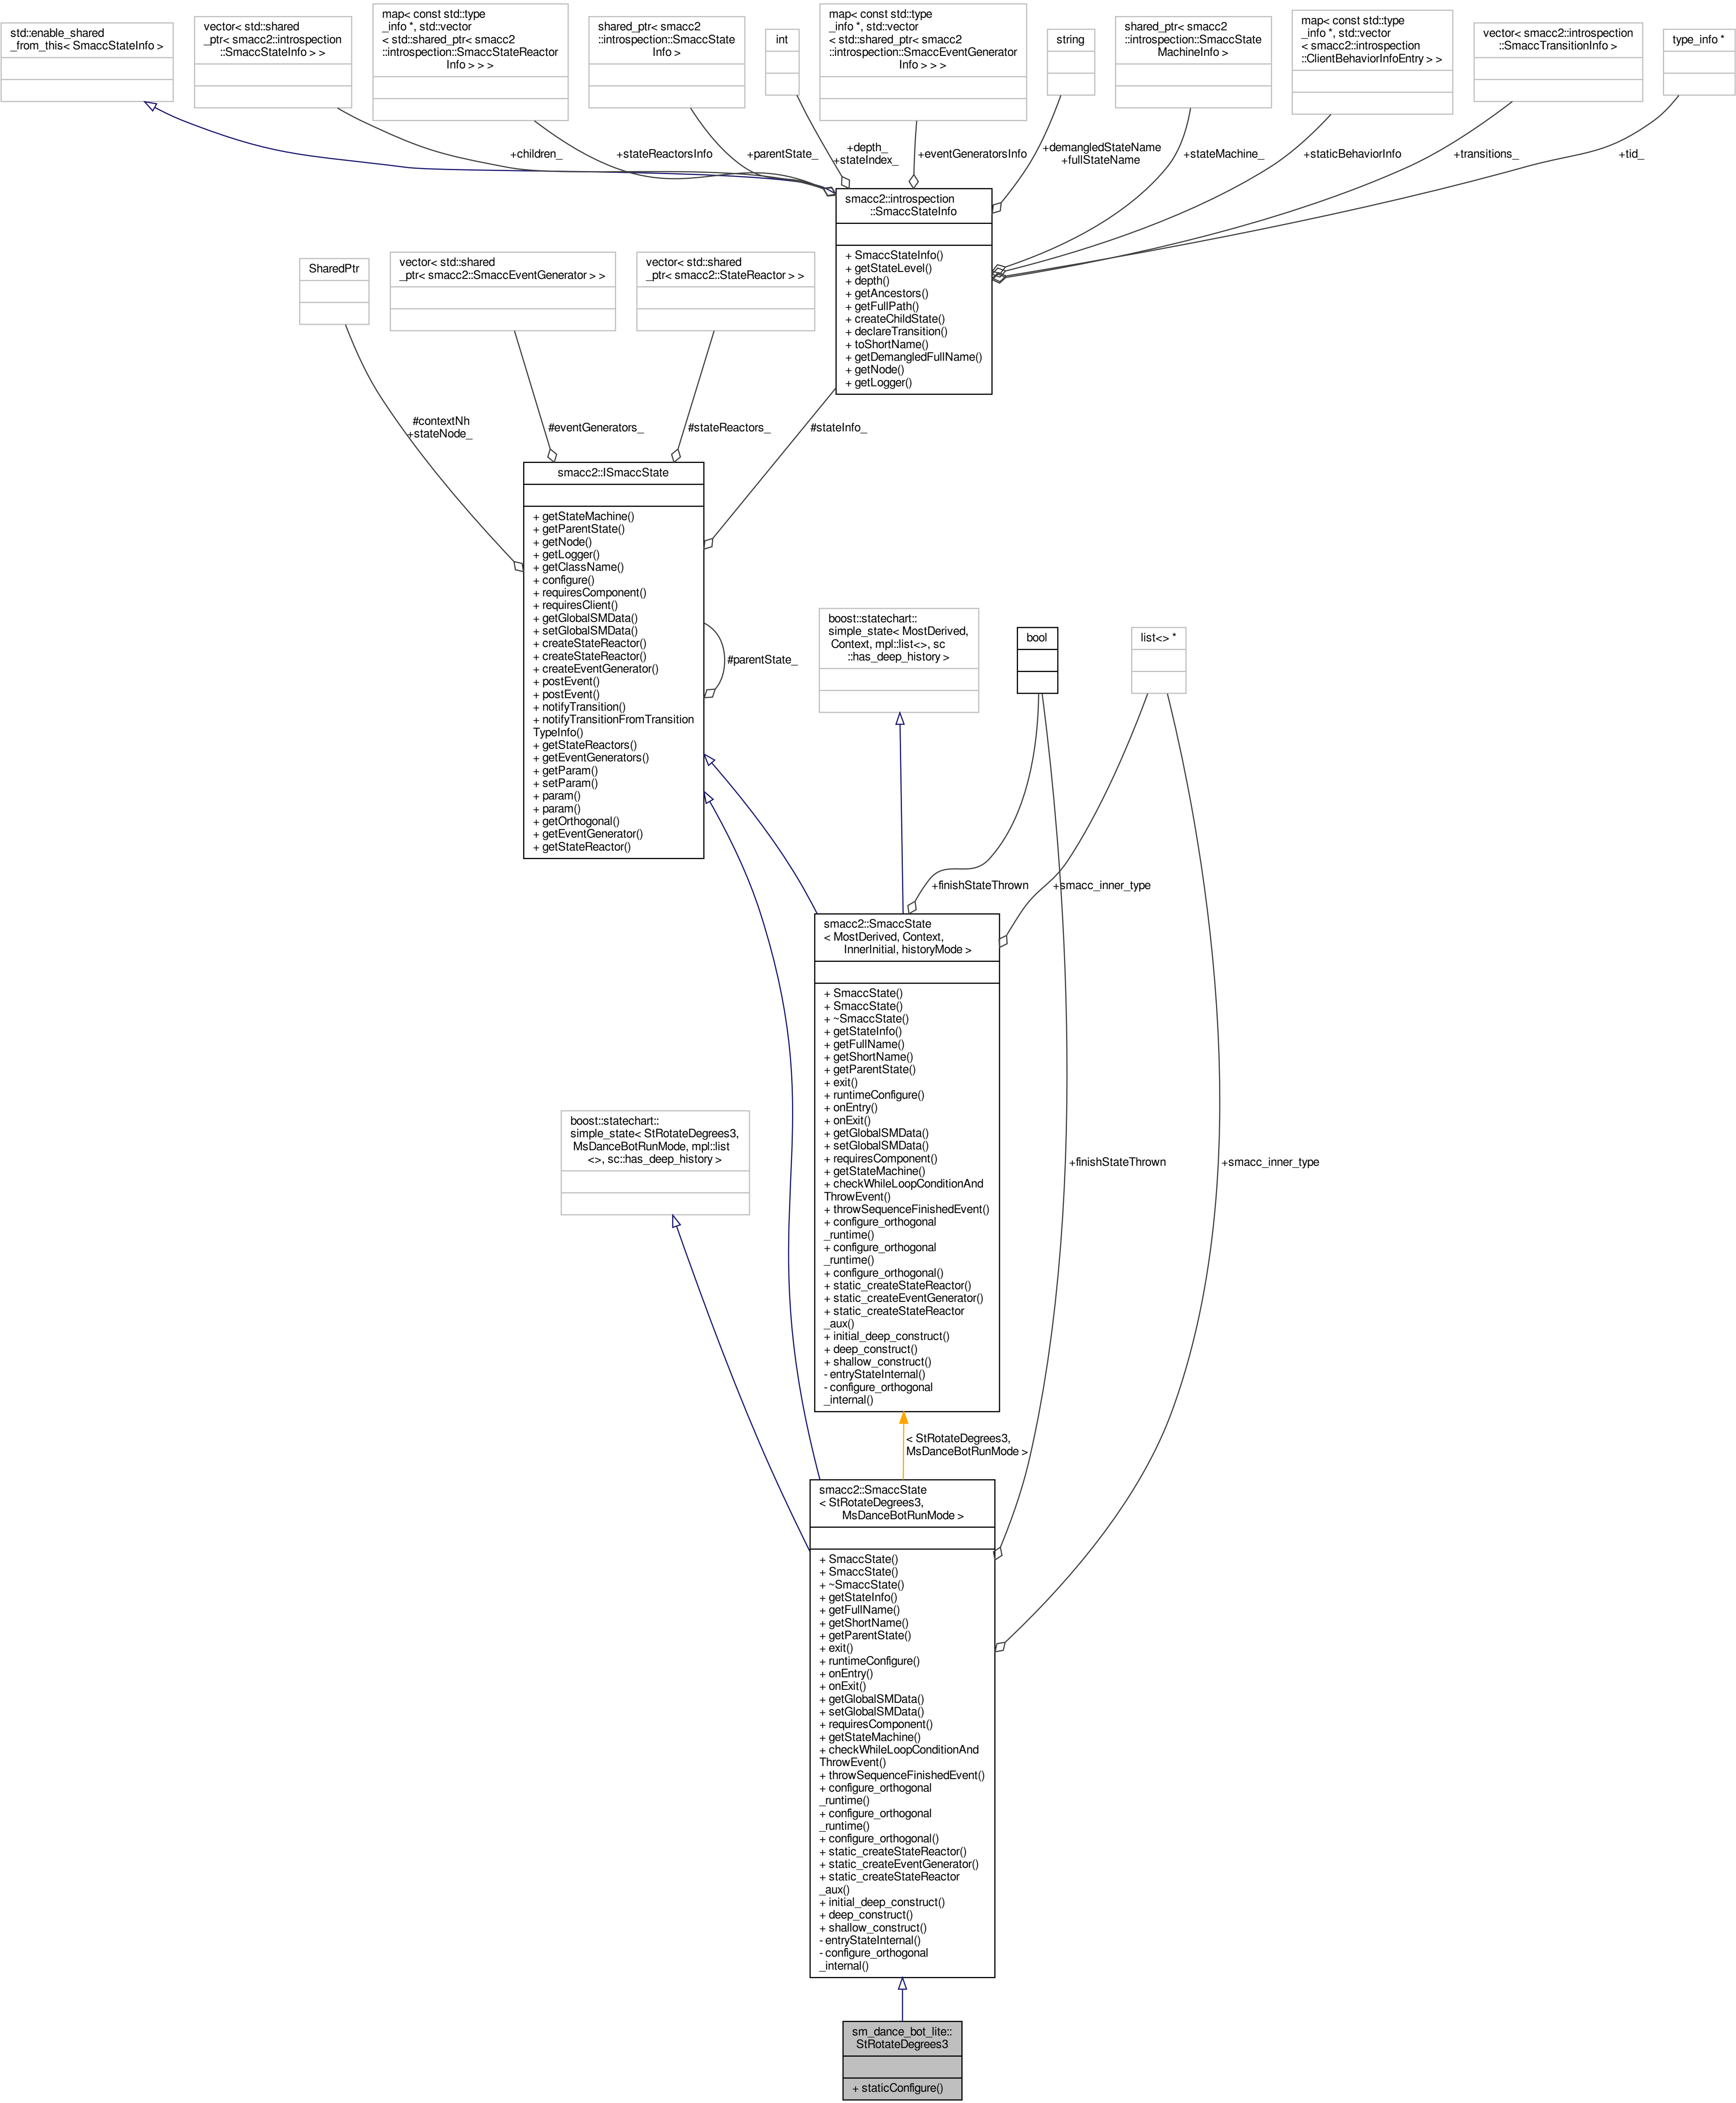 std::enable_shared
_from_this< SmaccStateInfo >
vector< std::shared
_ptr< smacc2::introspection
::SmaccStateInfo > >
map< const std::type
_info *, std::vector
< std::shared_ptr< smacc2
::introspection::SmaccStateReactor
Info > > >
shared_ptr< smacc2
::introspection::SmaccState
Info >
int
map< const std::type
_info *, std::vector
< std::shared_ptr< smacc2
::introspection::SmaccEventGenerator
Info > > >
string
shared_ptr< smacc2
::introspection::SmaccState
MachineInfo >
map< const std::type
_info *, std::vector
< smacc2::introspection
::ClientBehaviorInfoEntry > >
vector< smacc2::introspection
::SmaccTransitionInfo >
type_info *
+children_
+stateReactorsInfo
+parentState_
+depth_
+stateIndex_
+eventGeneratorsInfo
+demangledStateName
+fullStateName
+stateMachine_
+staticBehaviorInfo
+transitions_
+tid_
smacc2::introspection
::SmaccStateInfo
+ SmaccStateInfo()
+ getStateLevel()
+ depth()
+ getAncestors()
+ getFullPath()
+ createChildState()
+ declareTransition()
+ toShortName()
+ getDemangledFullName()
+ getNode()
+ getLogger()
SharedPtr
vector< std::shared
_ptr< smacc2::SmaccEventGenerator > >
vector< std::shared
_ptr< smacc2::StateReactor > >
#contextNh
+stateNode_
#eventGenerators_
#stateReactors_
#stateInfo_
smacc2::ISmaccState
+ getStateMachine()
+ getParentState()
+ getNode()
+ getLogger()
+ getClassName()
+ configure()
+ requiresComponent()
+ requiresClient()
+ getGlobalSMData()
+ setGlobalSMData()
+ createStateReactor()
+ createStateReactor()
+ createEventGenerator()
+ postEvent()
+ postEvent()
+ notifyTransition()
+ notifyTransitionFromTransition
TypeInfo()
+ getStateReactors()
+ getEventGenerators()
+ getParam()
+ setParam()
+ param()
+ param()
+ getOrthogonal()
+ getEventGenerator()
+ getStateReactor()
#parentState_
boost::statechart::
simple_state< MostDerived,
Context, mpl::list<>, sc
::has_deep_history >
bool
list<> *
+finishStateThrown
+smacc_inner_type
smacc2::SmaccState
< MostDerived, Context,
InnerInitial, historyMode >
+ SmaccState()
+ SmaccState()
+ ~SmaccState()
+ getStateInfo()
+ getFullName()
+ getShortName()
+ getParentState()
+ exit()
+ runtimeConfigure()
+ onEntry()
+ onExit()
+ getGlobalSMData()
+ setGlobalSMData()
+ requiresComponent()
+ getStateMachine()
+ checkWhileLoopConditionAnd
ThrowEvent()
+ throwSequenceFinishedEvent()
+ configure_orthogonal
_runtime()
+ configure_orthogonal
_runtime()
+ configure_orthogonal()
+ static_createStateReactor()
+ static_createEventGenerator()
+ static_createStateReactor
_aux()
+ initial_deep_construct()
+ deep_construct()
+ shallow_construct()
- entryStateInternal()
- configure_orthogonal
_internal()
boost::statechart::
simple_state< StRotateDegrees3,
MsDanceBotRunMode, mpl::list
<>, sc::has_deep_history >
+finishStateThrown
+smacc_inner_type
< StRotateDegrees3,
MsDanceBotRunMode >
smacc2::SmaccState
< StRotateDegrees3,
MsDanceBotRunMode >
+ SmaccState()
+ SmaccState()
+ ~SmaccState()
+ getStateInfo()
+ getFullName()
+ getShortName()
+ getParentState()
+ exit()
+ runtimeConfigure()
+ onEntry()
+ onExit()
+ getGlobalSMData()
+ setGlobalSMData()
+ requiresComponent()
+ getStateMachine()
+ checkWhileLoopConditionAnd
ThrowEvent()
+ throwSequenceFinishedEvent()
+ configure_orthogonal
_runtime()
+ configure_orthogonal
_runtime()
+ configure_orthogonal()
+ static_createStateReactor()
+ static_createEventGenerator()
+ static_createStateReactor
_aux()
+ initial_deep_construct()
+ deep_construct()
+ shallow_construct()
- entryStateInternal()
- configure_orthogonal
_internal()
sm_dance_bot_lite::
StRotateDegrees3
+ staticConfigure()